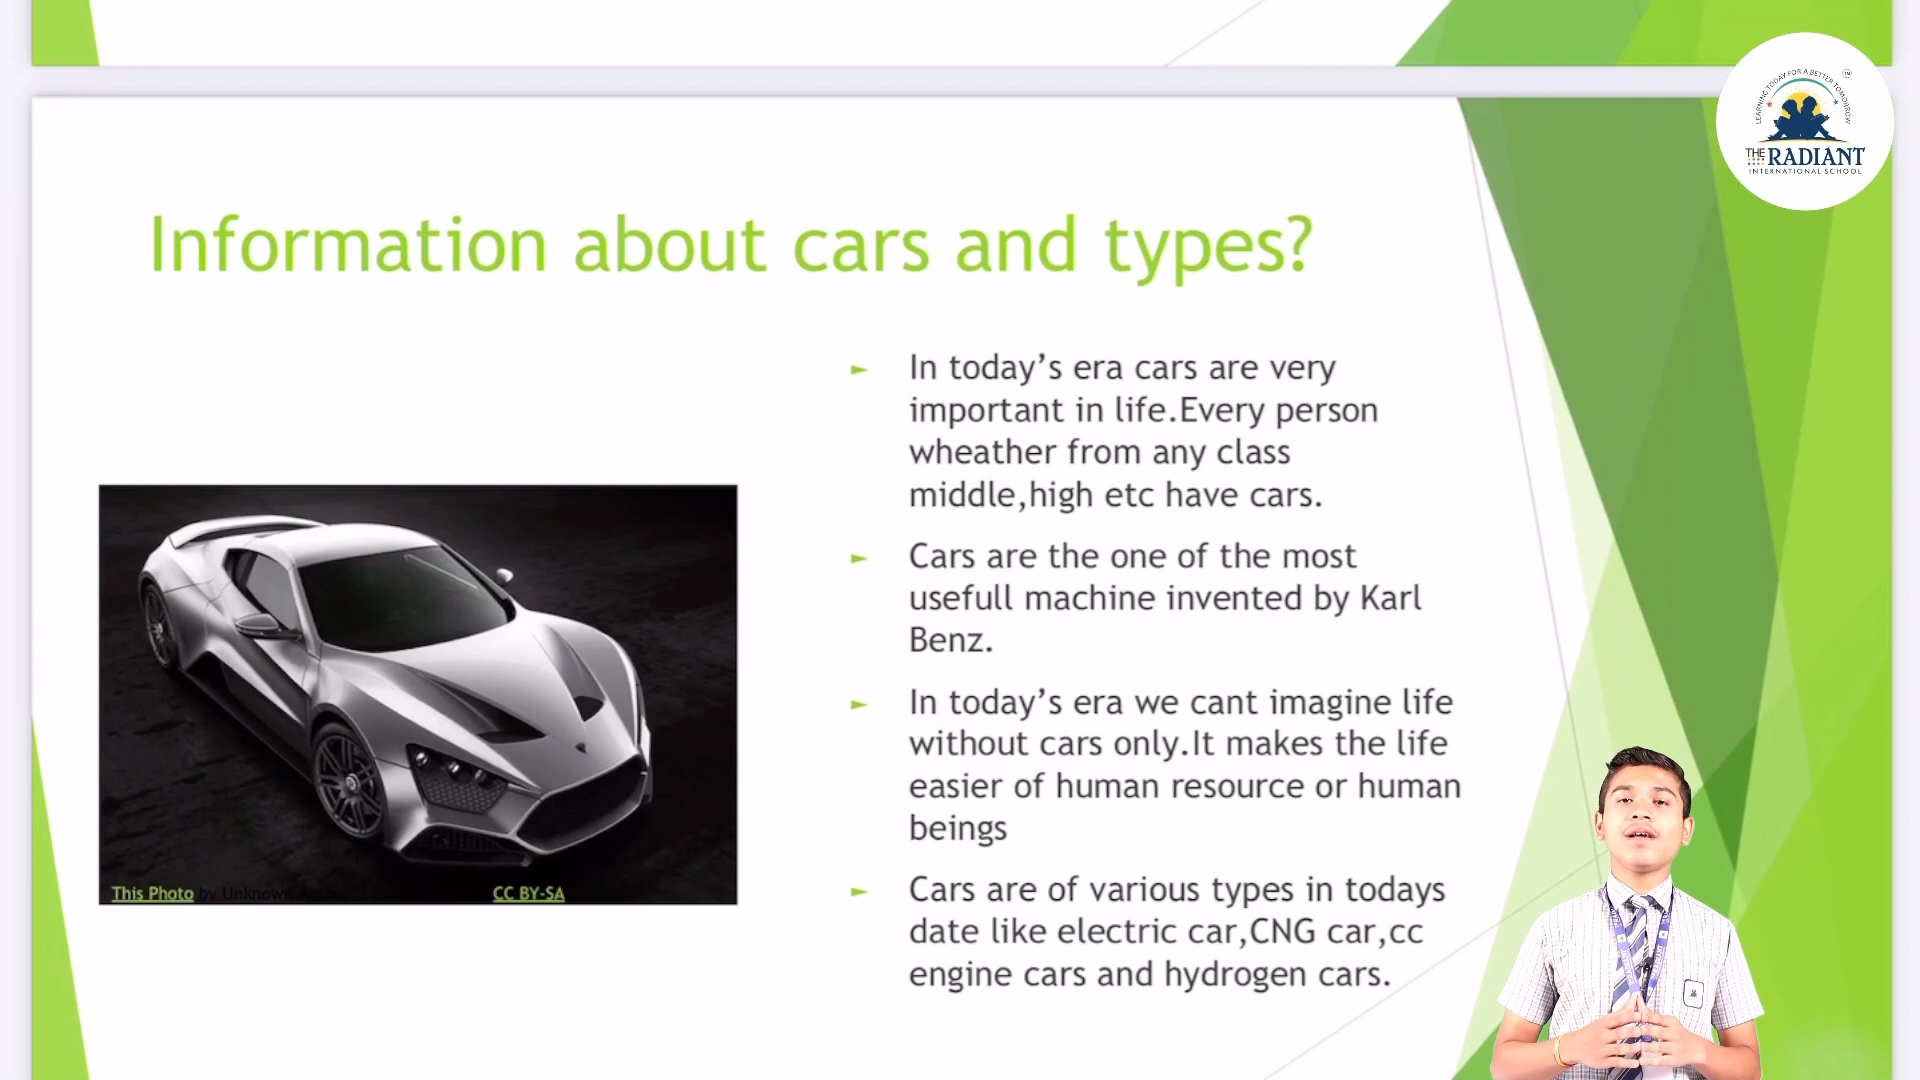 LEARNING TODAY FOR A BETTER TOMORROW
TM
THE RADIANT
INTERNATIONAL SCHOOL
Information about cars and types?
► In today’s era cars are very
important in life.Every person
wheather from any class
middle,high etc have cars.
► Cars are the one of the most
usefull machine invented by Karl
Benz.
► In today’s era we cant imagine life
without cars only.It makes the life
easier of human resource or human
beings
► Cars are of various types in todays
date like electric car,CNG car,cc
engine cars and hydrogen cars.
This Photo by Unknown CC BY-SA